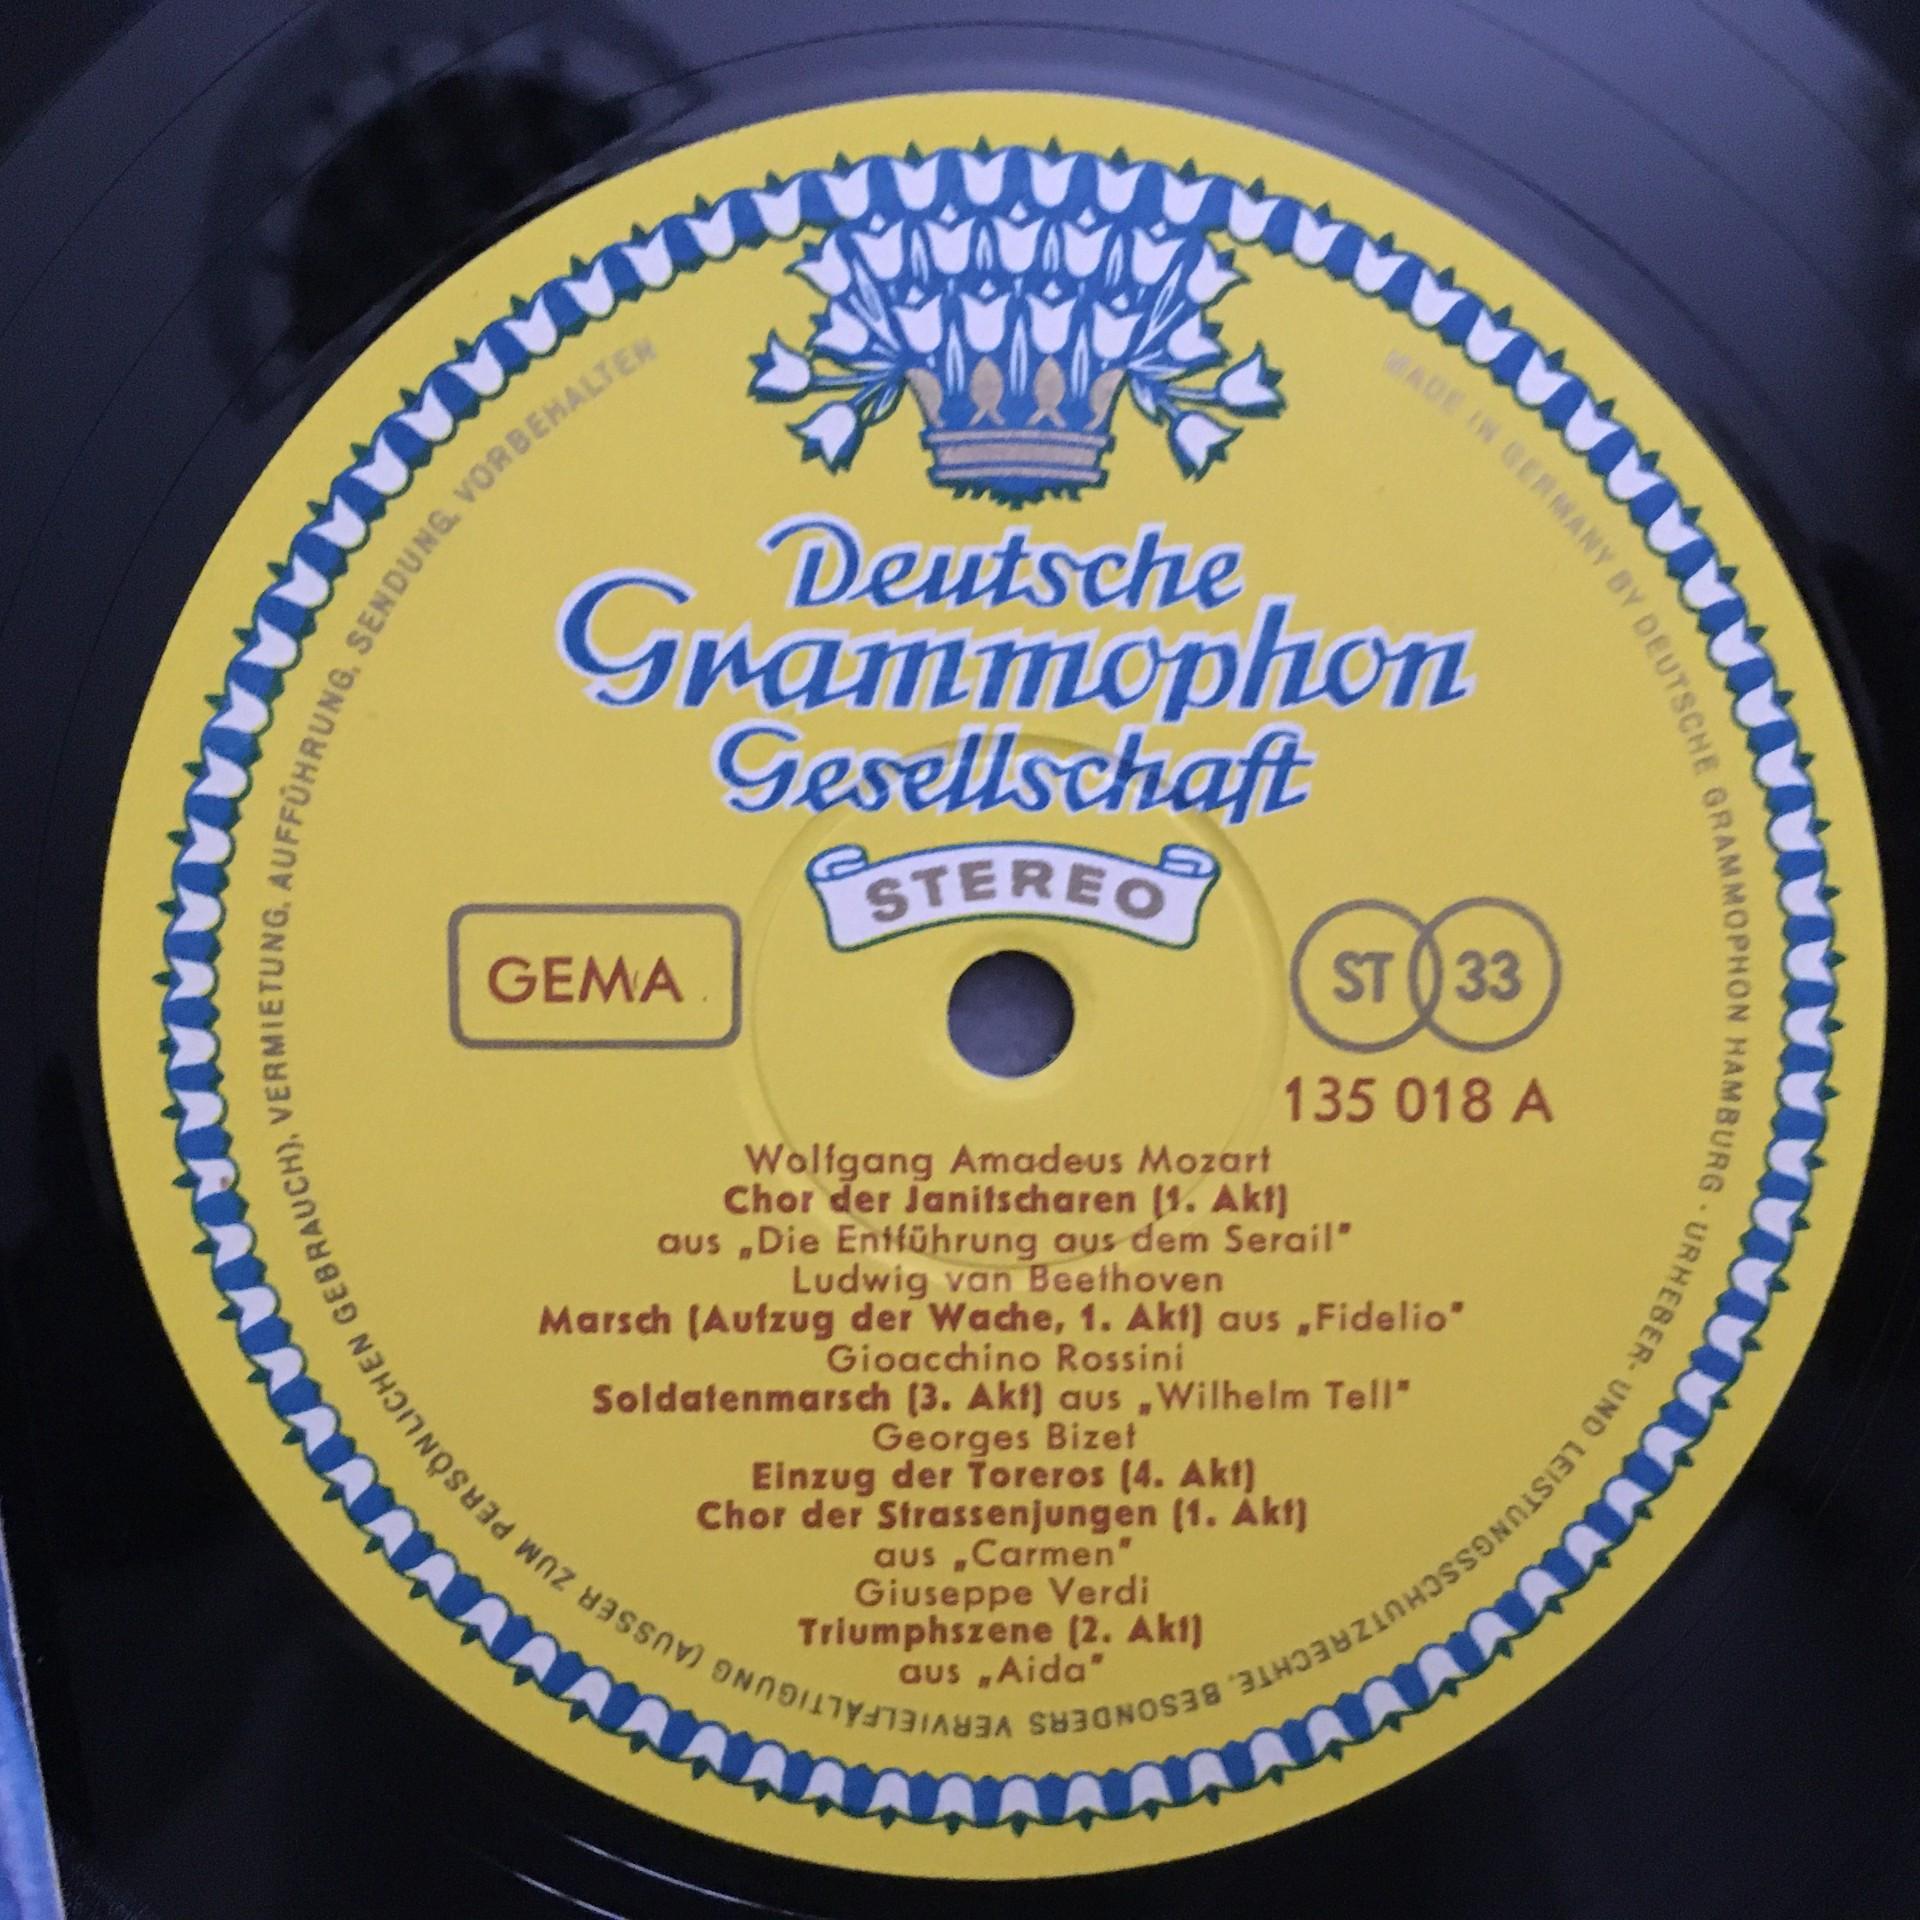 Deutsche
Grammophon
Gesellschaft
STEREO
GEMA
ST 33
135 018 A
Wolfgang Amadeus Mozart
Chor der Janitscharen (1. Akt)
aus „Die Entführung aus dem Serail"
Ludwig van Beethoven
Marsch (Aufzug der Wache, 1. Akt) aus „Fidelio"
Gioacchino Rossini
Soldatenmarsch (3. Akt) aus „Wilhelm Tell"
Georges Bizet
Einzug der Toreros (4. Akt)
Chor der Strassenjungen (1. Akt)
aus „Carmen"
Giuseppe Verdi
Triumphszene (2. Akt)
aus „Aida"
MADE IN GERMANY BY DEUTSCHE GRAMMOPHON HAMBURG · URHEBER- UND LEISTUNGSSCHUTZRECHTE, BESONDERS VERVIELFÄLTIGUNG (AUSSER ZUM PERSÖNLICHEN GEBRAUCH), VERMIETUNG, AUFFÜHRUNG, SENDUNG, VORBEHALTEN